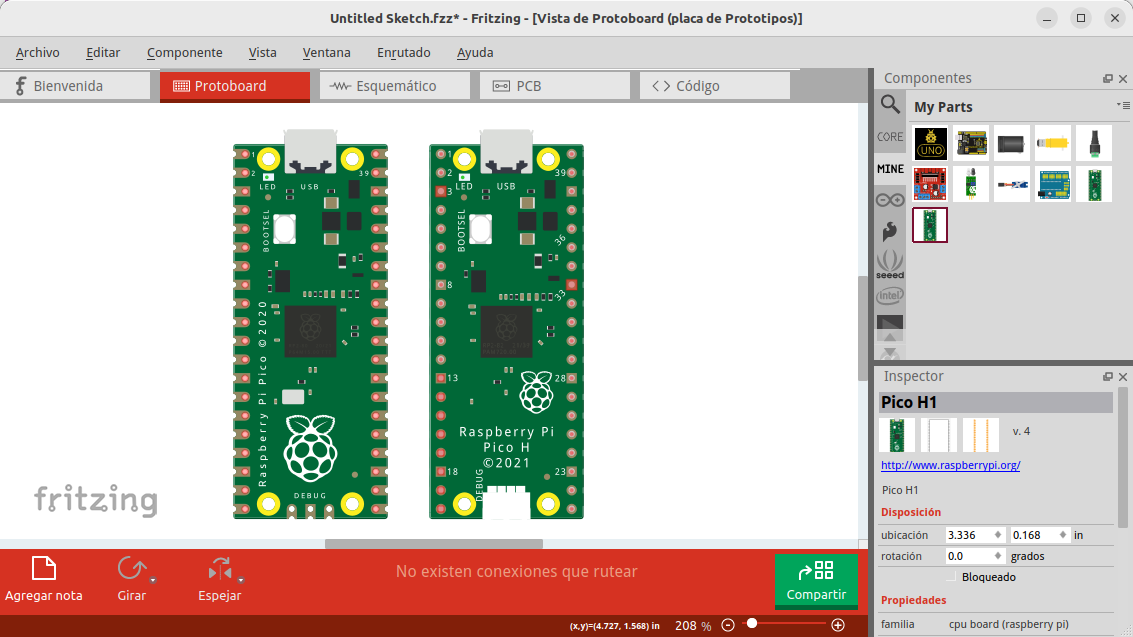 Untitled Sketch.fzz* - Fritzing - [Vista de Protoboard (placa de Prototipos)]
Archivo Editar Componente Vista Ventana Enrutado Ayuda
Bienvenida Protoboard Esquemático PCB Código
1
2 39
LED USB
BOOTSEL
Raspberry Pi Pico ©2020
DEBUG
1
2 39
3
LED USB
BOOTSEL
36
8 33
13 28
Raspberry Pi
Pico H
©2021
18 23
DEBUG
fritzing
Componentes
My Parts
CORE
MINE
UNO
seeed
intel
Inspector
Pico H1
v. 4
http://www.raspberrypi.org/
Pico H1
Disposición
ubicación 3.336 0.168 in
rotación 0.0 grados
Bloqueado
Propiedades
familia cpu board (raspberry pi)
Agregar nota Girar Espejar
No existen conexiones que rutear
Compartir
(x,y)=(4.727, 1.568) in 208 %